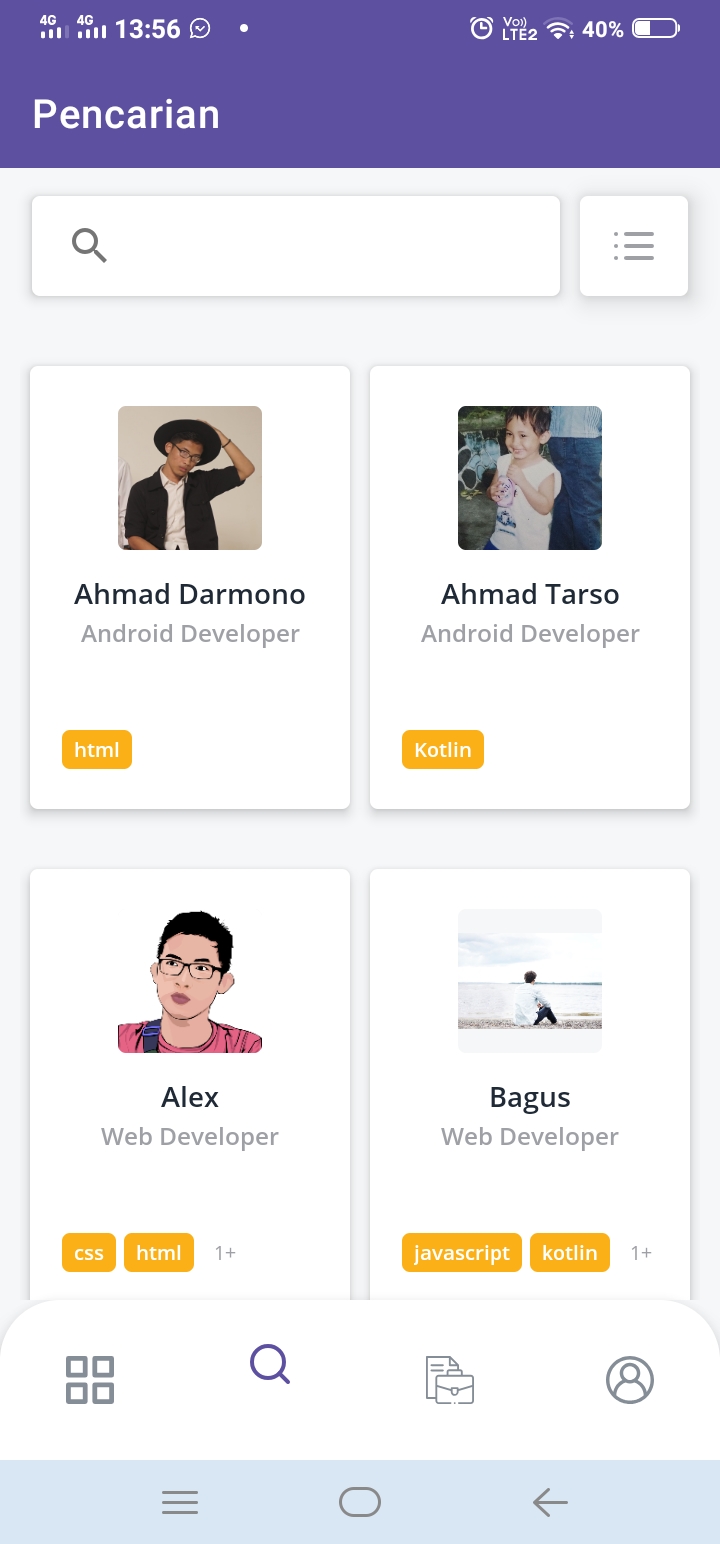 4G 4G 13:56 Vo)) LTE2 40%
Pencarian
Ahmad Darmono
Android Developer
html
Ahmad Tarso
Android Developer
Kotlin
Alex
Web Developer
css html 1+
Bagus
Web Developer
javascript kotlin 1+